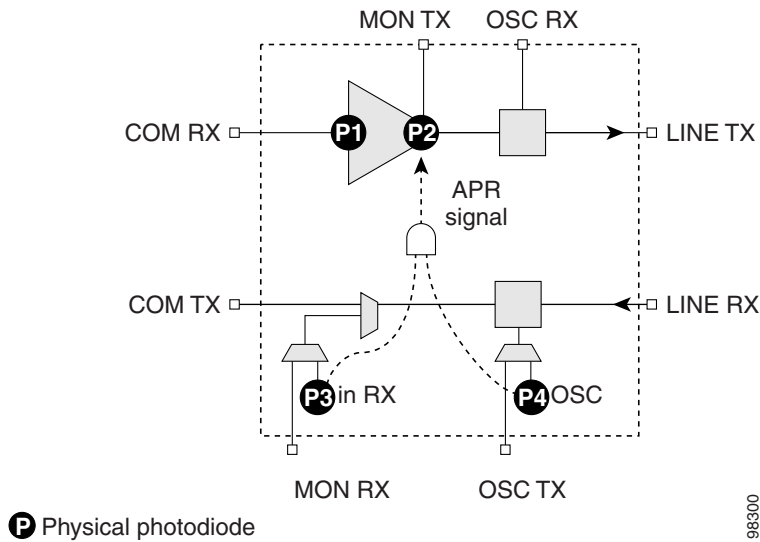 MON TX
OSC RX
COM RX
P1
P2
LINE TX
APR
signal
COM TX
LINE RX
P3
in RX
P4
OSC
MON RX
OSC TX
P
Physical photodiode
98300